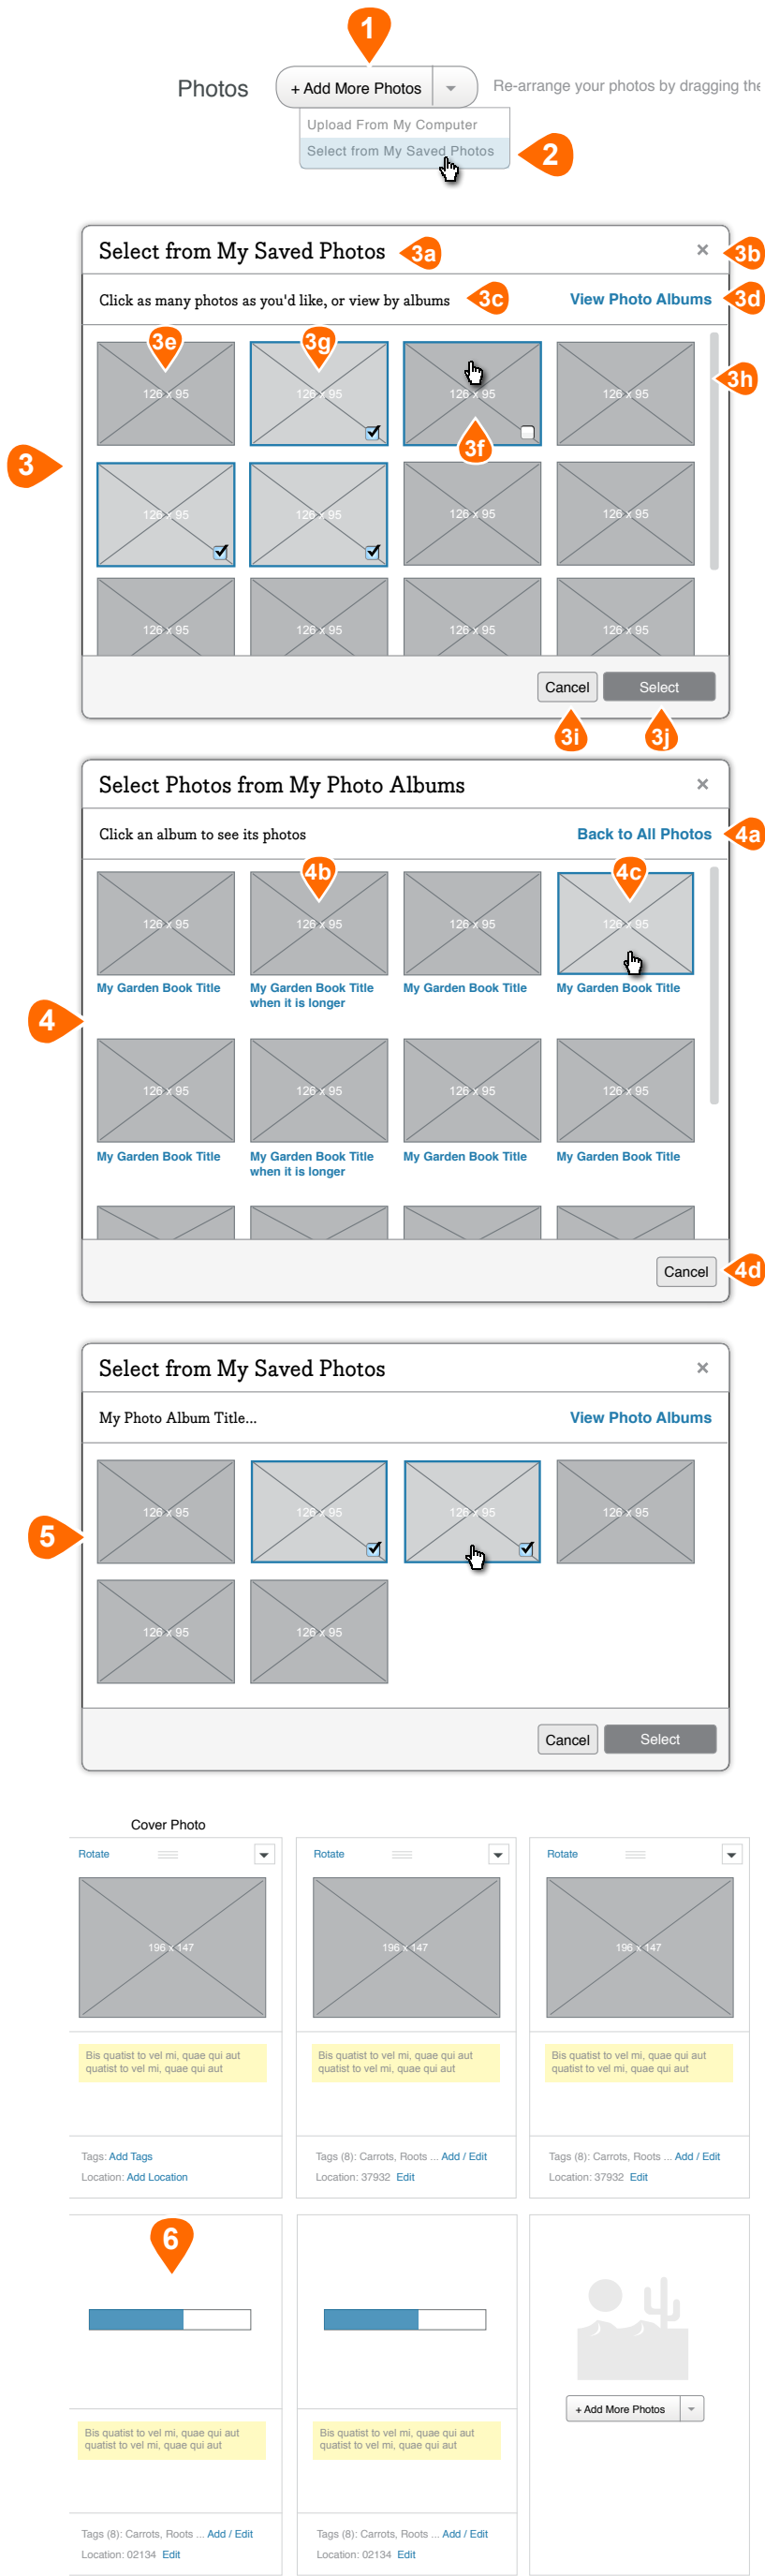 1
Photos
+ Add More Photos
Re-arrange your photos by dragging the
Upload From My Computer
Select from My Saved Photos
2
Select from My Saved Photos
3a
×
3b
Click as many photos as you'd like, or view by albums
3c
View Photo Albums
3d
3e
3g
3h
126 x 95
126 x 95
126 x 95
126 x 95
3f
3
126 x 95
126 x 95
126 x 95
126 x 95
126 x 95
126 x 95
126 x 95
126 x 95
Cancel
Select
3i
3j
Select Photos from My Photo Albums
×
Click an album to see its photos
Back to All Photos
4a
4b
4c
126 x 95
126 x 95
126 x 95
126 x 95
My Garden Book Title
My Garden Book Title
when it is longer
My Garden Book Title
My Garden Book Title
4
126 x 95
126 x 95
126 x 95
126 x 95
My Garden Book Title
My Garden Book Title
when it is longer
My Garden Book Title
My Garden Book Title
Cancel
4d
Select from My Saved Photos
×
My Photo Album Title...
View Photo Albums
126 x 95
126 x 95
126 x 95
126 x 95
5
126 x 95
126 x 95
Cancel
Select
Cover Photo
Rotate
Rotate
Rotate
196 x 147
196 x 147
196 x 147
Bis quatist to vel mi, quae qui aut
quatist to vel mi, quae qui aut
Bis quatist to vel mi, quae qui aut
quatist to vel mi, quae qui aut
Bis quatist to vel mi, quae qui aut
quatist to vel mi, quae qui aut
Tags: Add Tags
Location: Add Location
Tags (8): Carrots, Roots ... Add / Edit
Location: 37932 Edit
Tags (8): Carrots, Roots ... Add / Edit
Location: 37932 Edit
6
+ Add More Photos
Bis quatist to vel mi, quae qui aut
quatist to vel mi, quae qui aut
Bis quatist to vel mi, quae qui aut
quatist to vel mi, quae qui aut
Tags (8): Carrots, Roots ... Add / Edit
Location: 02134 Edit
Tags (8): Carrots, Roots ... Add / Edit
Location: 02134 Edit